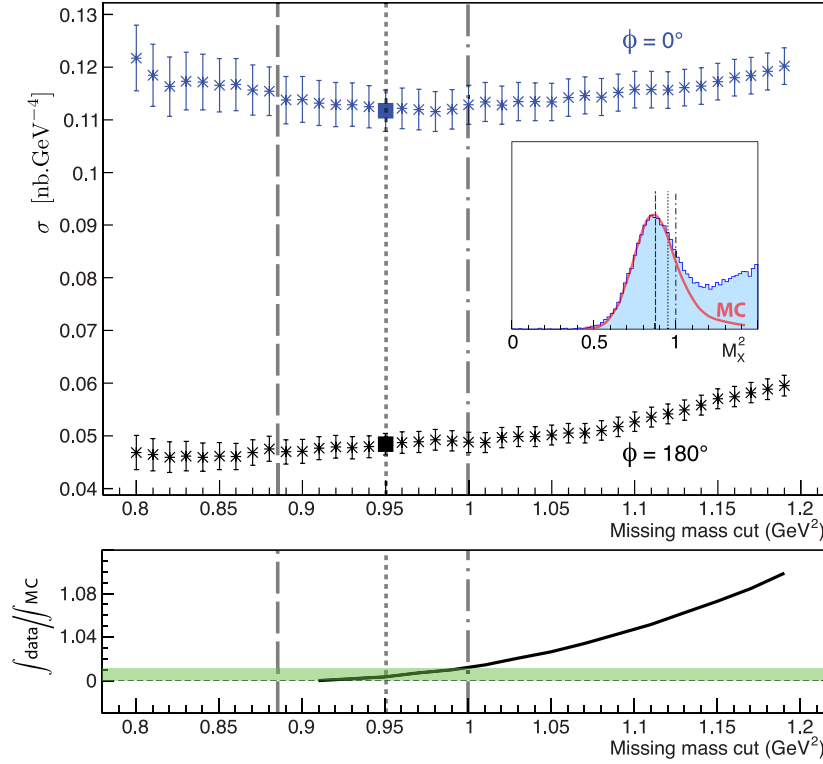 σ [nb.GeV⁻⁴]
0.13
0.12
0.11
0.1
0.09
0.08
0.07
0.06
0.05
0.04
ϕ = 0°
MC
0 0.5 1
M²ₓ
ϕ = 180°
0.8 0.85 0.9 0.95 1 1.05 1.1 1.15 1.2
Missing mass cut (GeV²)
∫data/∫MC
1.08
1.04
0
0.8 0.85 0.9 0.95 1 1.05 1.1 1.15 1.2
Missing mass cut (GeV²)